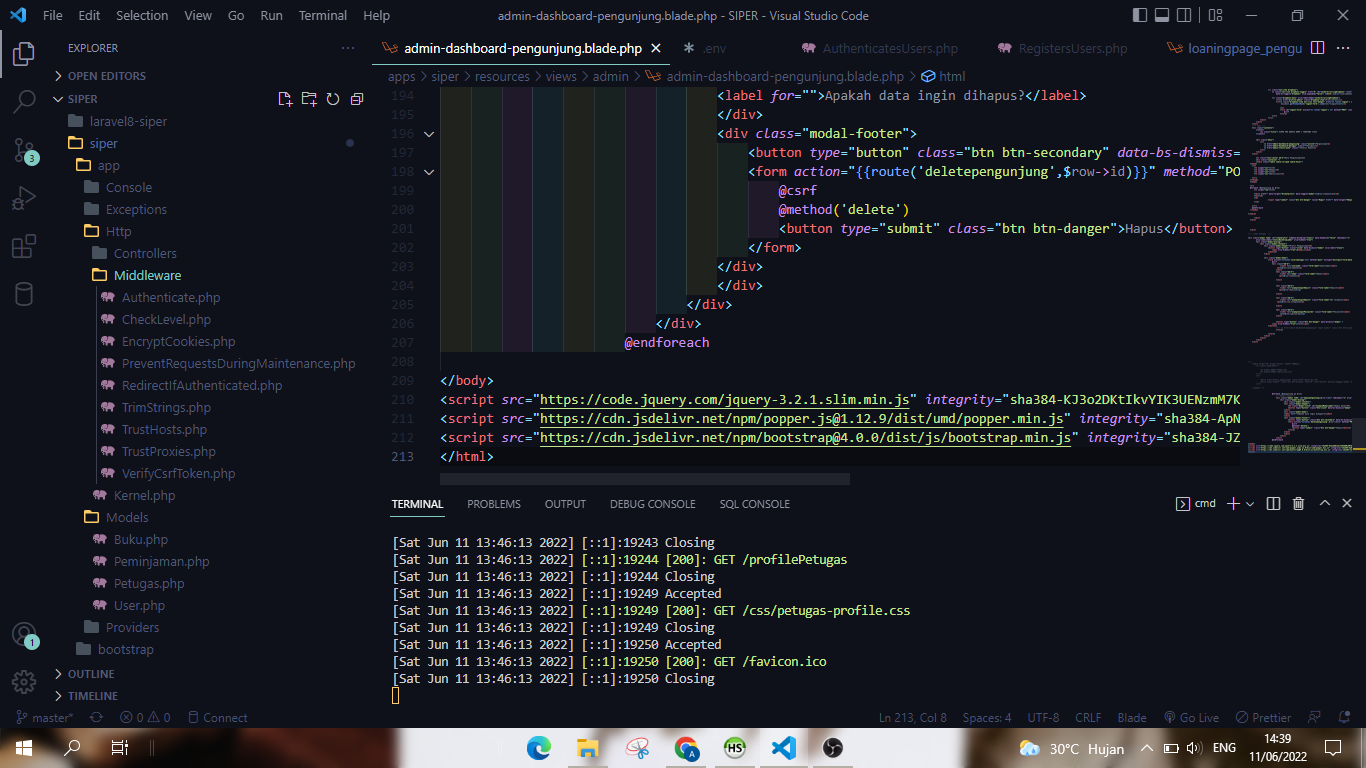 File Edit Selection View Go Run Terminal Help
admin-dashboard-pengunjung.blade.php - SIPER - Visual Studio Code
EXPLORER
OPEN EDITORS
SIPER
laravel8-siper
siper
app
Console
Exceptions
Http
Controllers
Middleware
Authenticate.php
CheckLevel.php
EncryptCookies.php
PreventRequestsDuringMaintenance.php
RedirectIfAuthenticated.php
TrimStrings.php
TrustHosts.php
TrustProxies.php
VerifyCsrfToken.php
Kernel.php
Models
Buku.php
Peminjaman.php
Petugas.php
User.php
Providers
bootstrap
OUTLINE
TIMELINE
3
1
admin-dashboard-pengunjung.blade.php .env AuthenticatesUsers.php RegistersUsers.php loaningpage_pengu
apps > siper > resources > views > admin > admin-dashboard-pengunjung.blade.php > html
194 <label for="">Apakah data ingin dihapus?</label>
195 </div>
196 <div class="modal-footer">
197 <button type="button" class="btn btn-secondary" data-bs-dismiss=
198 <form action="{{route('deletepengunjung',$row->id)}}" method="PO
199 @csrf
200 @method('delete')
201 <button type="submit" class="btn btn-danger">Hapus</button>
202 </form>
203 </div>
204 </div>
205 </div>
206 </div>
207 @endforeach
208
209 </body>
210 <script src="https://code.jquery.com/jquery-3.2.1.slim.min.js" integrity="sha384-KJ3o2DKtIkvYIK3UENzmM7K
211 <script src="https://cdn.jsdelivr.net/npm/popper.js@1.12.9/dist/umd/popper.min.js" integrity="sha384-ApN
212 <script src="https://cdn.jsdelivr.net/npm/bootstrap@4.0.0/dist/js/bootstrap.min.js" integrity="sha384-JZ
213 </html>
TERMINAL PROBLEMS OUTPUT DEBUG CONSOLE SQL CONSOLE
cmd
[Sat Jun 11 13:46:13 2022] [::1]:19243 Closing
[Sat Jun 11 13:46:13 2022] [::1]:19244 [200]: GET /profilePetugas
[Sat Jun 11 13:46:13 2022] [::1]:19244 Closing
[Sat Jun 11 13:46:13 2022] [::1]:19249 Accepted
[Sat Jun 11 13:46:13 2022] [::1]:19249 [200]: GET /css/petugas-profile.css
[Sat Jun 11 13:46:13 2022] [::1]:19249 Closing
[Sat Jun 11 13:46:13 2022] [::1]:19250 Accepted
[Sat Jun 11 13:46:13 2022] [::1]:19250 [200]: GET /favicon.ico
[Sat Jun 11 13:46:13 2022] [::1]:19250 Closing
master* 0 0 Connect Ln 213, Col 8 Spaces: 4 UTF-8 CRLF Blade Go Live Prettier
A HS 30°C Hujan ENG 14:39
11/06/2022